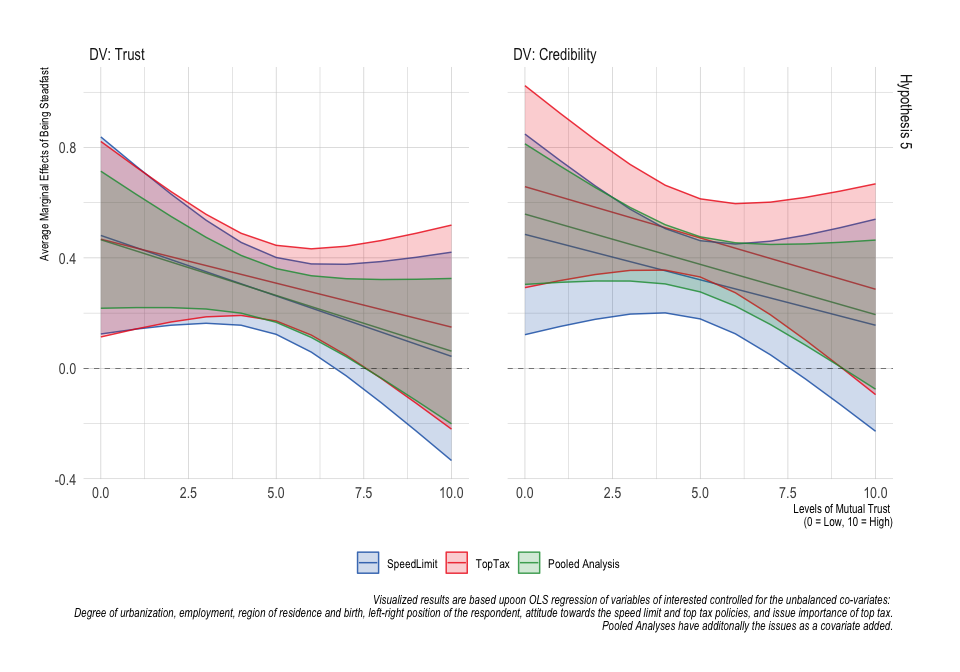 DV: Trust
DV: Credibility
Average Marginal Effects of Being Steadfast
Hypothesis 5
0.8
0.4
0.0
-0.4
0.0 2.5 5.0 7.5 10.0
0.0 2.5 5.0 7.5 10.0
Levels of Mutual Trust
(0 = Low, 10 = High)
SpeedLimit TopTax Pooled Analysis
Visualized results are based upoon OLS regression of variables of interested controlled for the unbalanced co-variates:
Degree of urbanization, employment, region of residence and birth, left-right position of the respondent, attitude towards the speed limit and top tax policies, and issue importance of top tax.
Pooled Analyses have additonally the issues as a covariate added.